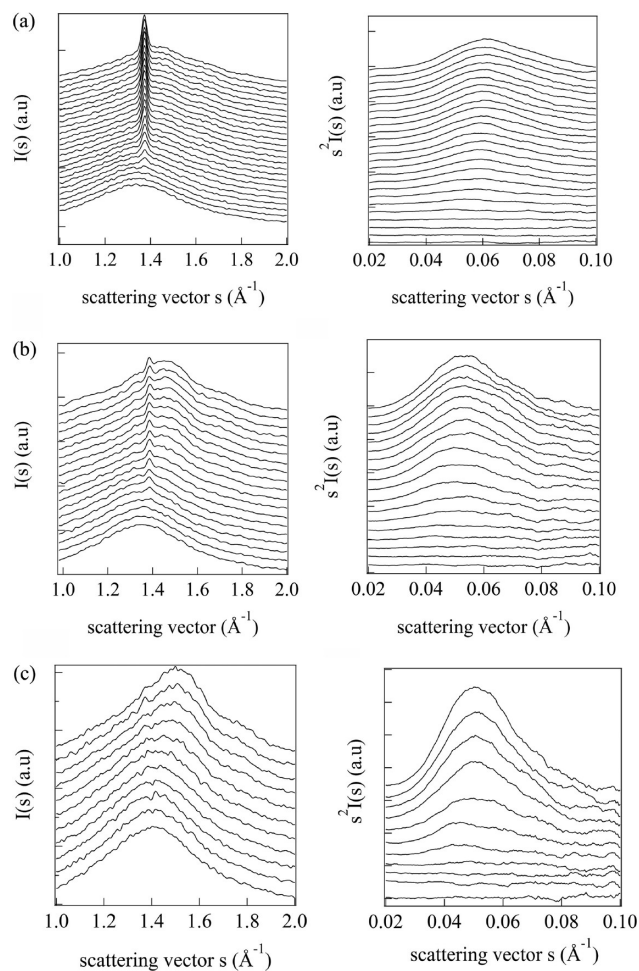 (a)
I(s) (a.u)
1.0 1.2 1.4 1.6 1.8 2.0
scattering vector s (Å⁻¹)
s²I(s) (a.u)
0.02 0.04 0.06 0.08 0.10
scattering vector s (Å⁻¹)
(b)
I(s) (a.u)
1.0 1.2 1.4 1.6 1.8 2.0
scattering vector (Å⁻¹)
s²I(s) (a.u)
0.02 0.04 0.06 0.08 0.10
scattering vector s (Å⁻¹)
(c)
I(s) (a.u)
1.0 1.2 1.4 1.6 1.8 2.0
scattering vector s (Å⁻¹)
s²I(s) (a.u)
0.02 0.04 0.06 0.08 0.10
scattering vector s (Å⁻¹)